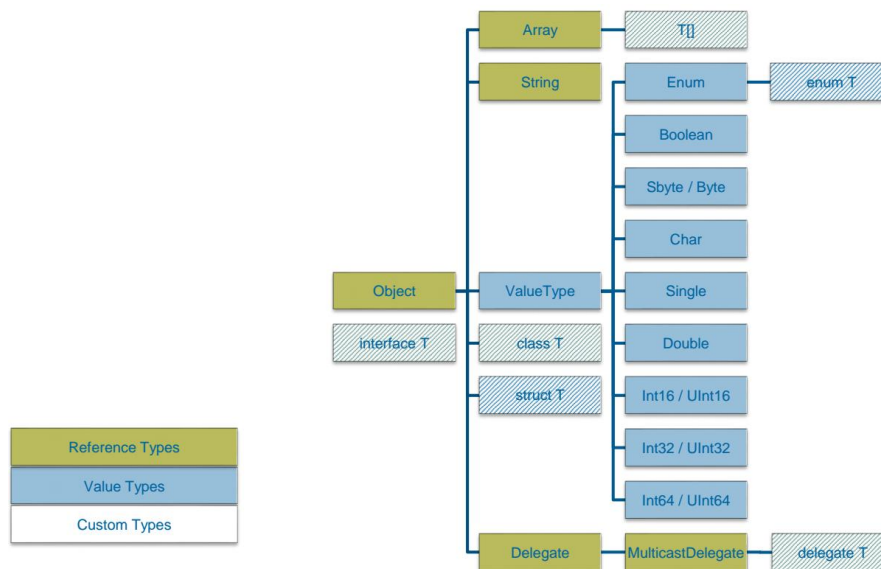 Array
T[]
String
Enum
enum T
Boolean
Sbyte / Byte
Char
Object
ValueType
Single
interface T
class T
Double
struct T
Int16 / UInt16
Reference Types
Int32 / UInt32
Value Types
Int64 / UInt64
Custom Types
Delegate
MulticastDelegate
delegate T